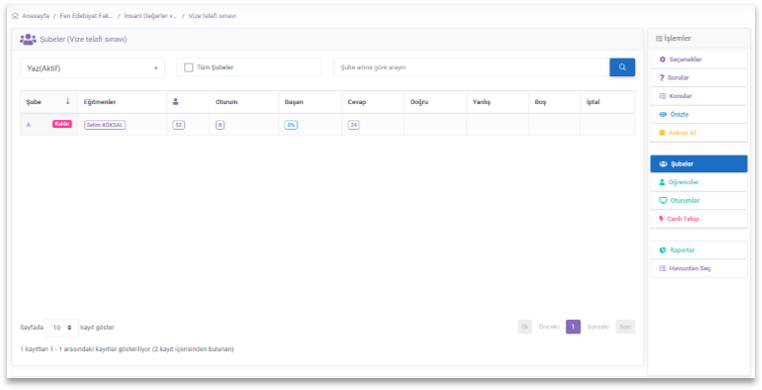 Anasayfa / Fen Edebiyat Fak... / İnsani Değerler v... / Vize telafi sınavı
Şubeler (Vize telafi sınavı)
Yaz(Aktif)
Tüm Şubeler
Şube adına göre arayın
Şube ↓ Eğitmenler Oturum Başarı Cevap Doğru Yanlış Boş İptal
A Kaldır Selim KÖKSAL 52 0 0% 24
Sayfada 10 kayıt göster
İlk Önceki 1 Sonraki Son
1 kayıttan 1 - 1 arasındaki kayıtlar gösteriliyor (2 kayıt içerisinden bulunan)
İşlemler
Seçenekler
Sorular
Konular
Önizle
Askıya Al
Şubeler
Öğrenciler
Oturumlar
Canlı Takip
Raporlar
Havuzdan Seç